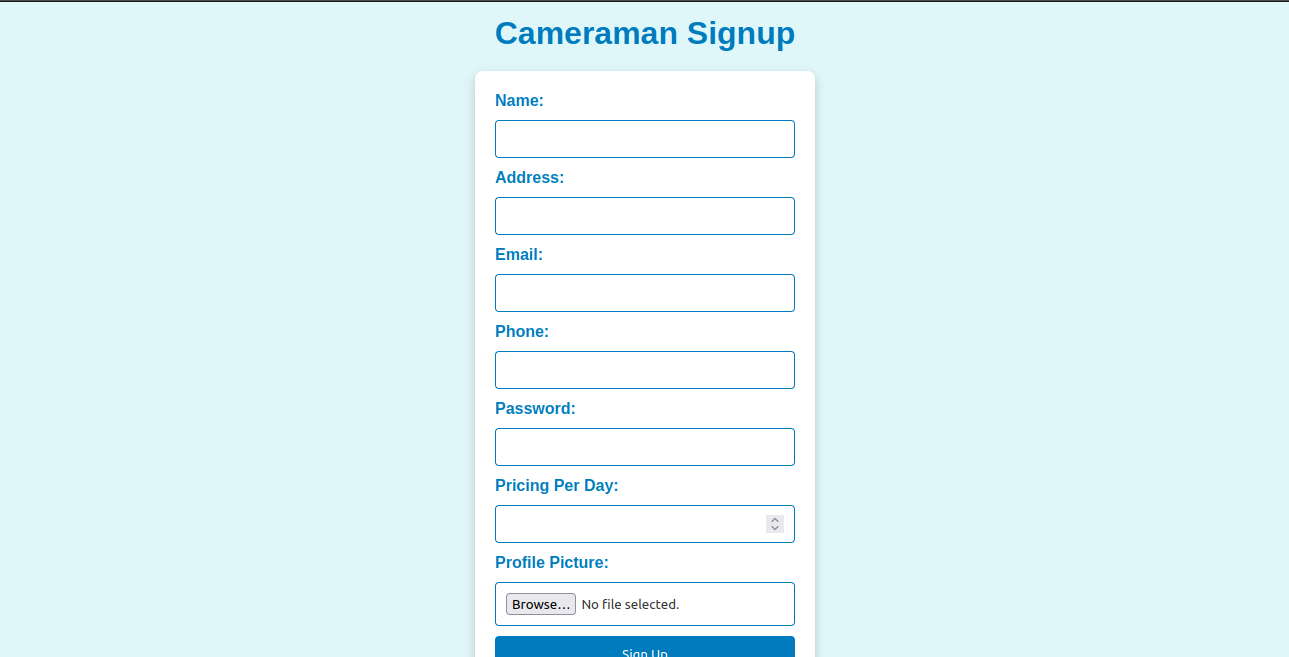 Cameraman Signup
Name:
Address:
Email:
Phone:
Password:
Pricing Per Day:
Profile Picture:
Browse... No file selected.
Sign Up